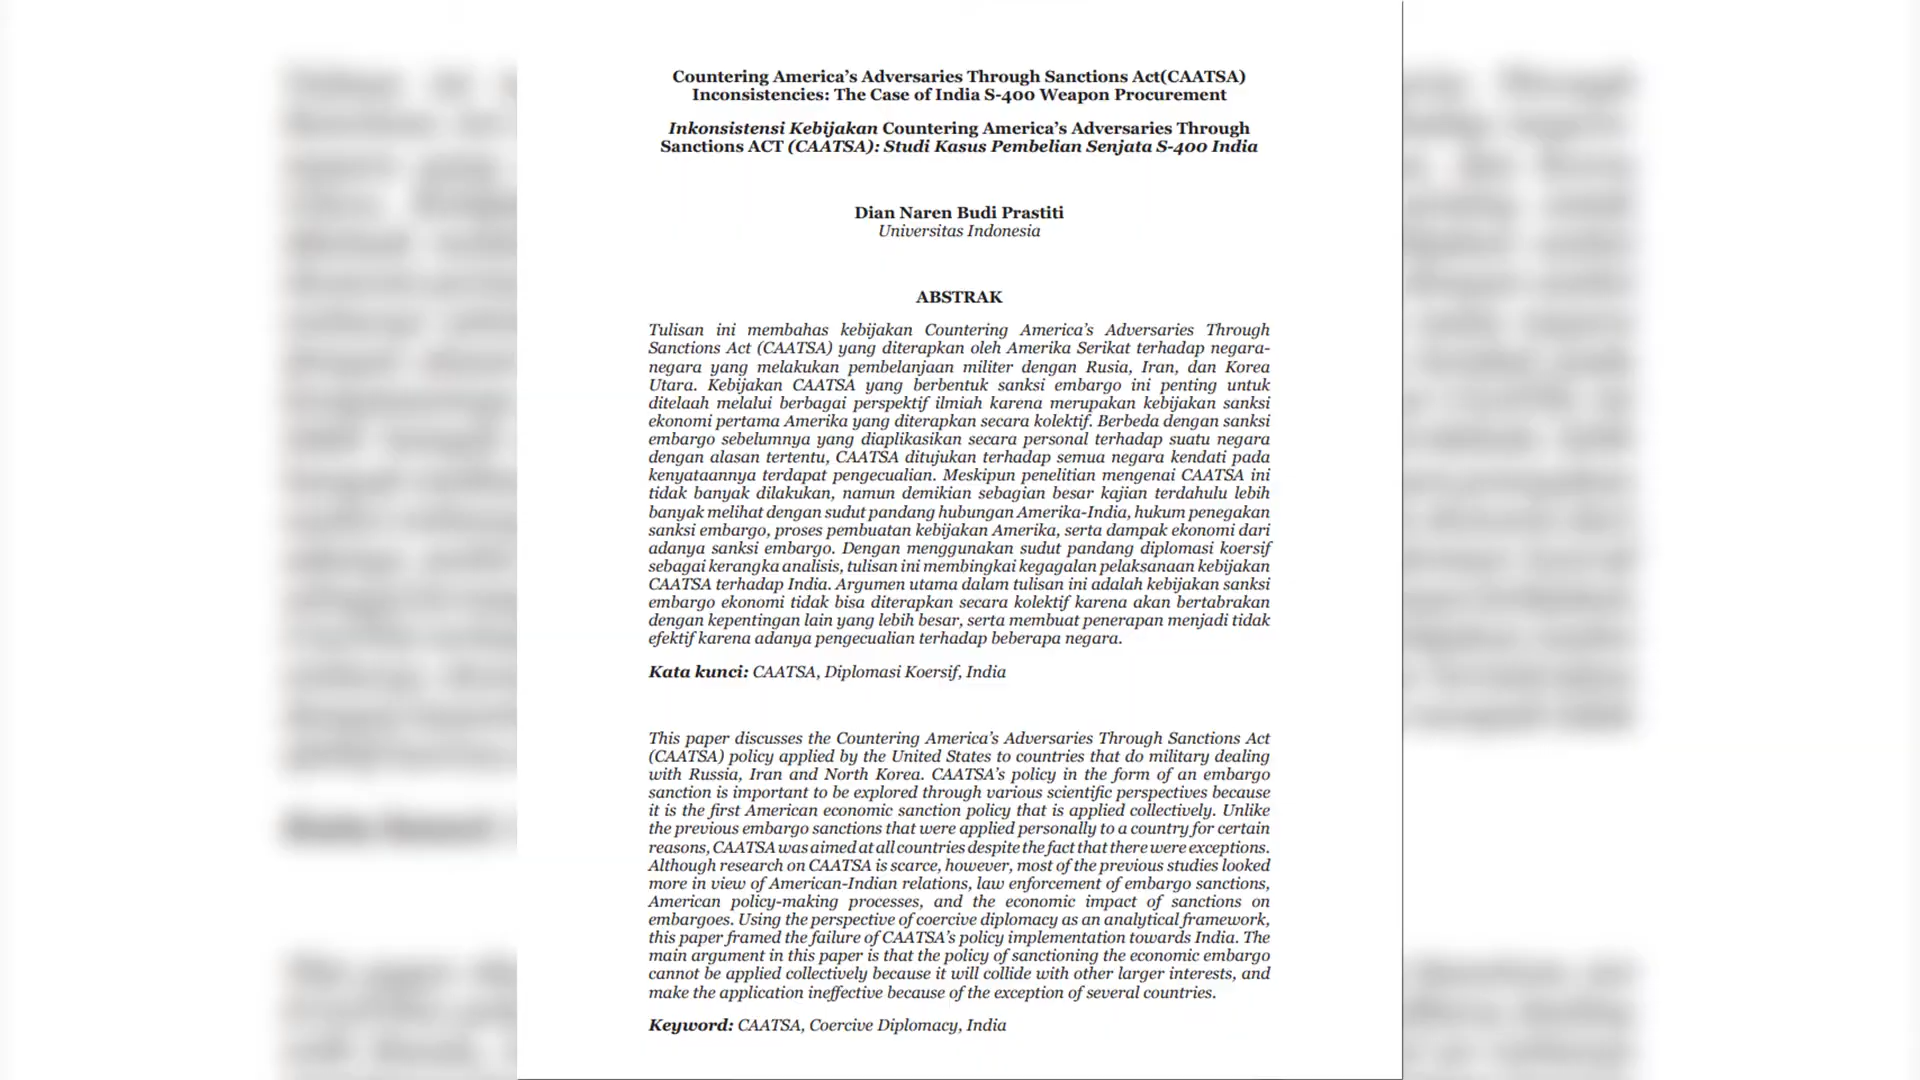 Countering America’s Adversaries Through Sanctions Act(CAATSA)
Inconsistencies: The Case of India S-400 Weapon Procurement
Inkonsistensi Kebijakan Countering America’s Adversaries Through
Sanctions ACT (CAATSA): Studi Kasus Pembelian Senjata S-400 India
Dian Naren Budi Prastiti
Universitas Indonesia
ABSTRAK
Tulisan ini membahas kebijakan Countering America’s Adversaries Through
Sanctions Act (CAATSA) yang diterapkan oleh Amerika Serikat terhadap negara-
negara yang melakukan pembelanjaan militer dengan Rusia, Iran, dan Korea
Utara. Kebijakan CAATSA yang berbentuk sanksi embargo ini penting untuk
ditelaah melalui berbagai perspektif ilmiah karena merupakan kebijakan sanksi
ekonomi pertama Amerika yang diterapkan secara kolektif. Berbeda dengan sanksi
embargo sebelumnya yang diaplikasikan secara personal terhadap suatu negara
dengan alasan tertentu, CAATSA ditujukan terhadap semua negara kendati pada
kenyataannya terdapat pengecualian. Meskipun penelitian mengenai CAATSA ini
tidak banyak dilakukan, namun demikian sebagian besar kajian terdahulu lebih
banyak melihat dengan sudut pandang hubungan Amerika-India, hukum penegakan
sanksi embargo, proses pembuatan kebijakan Amerika, serta dampak ekonomi dari
adanya sanksi embargo. Dengan menggunakan sudut pandang diplomasi koersif
sebagai kerangka analisis, tulisan ini membingkai kegagalan pelaksanaan kebijakan
CAATSA terhadap India. Argumen utama dalam tulisan ini adalah kebijakan sanksi
embargo ekonomi tidak bisa diterapkan secara kolektif karena akan bertabrakan
dengan kepentingan lain yang lebih besar, serta membuat penerapan menjadi tidak
efektif karena adanya pengecualian terhadap beberapa negara.
Kata kunci: CAATSA, Diplomasi Koersif, India
This paper discusses the Countering America’s Adversaries Through Sanctions Act
(CAATSA) policy applied by the United States to countries that do military dealing
with Russia, Iran and North Korea. CAATSA’s policy in the form of an embargo
sanction is important to be explored through various scientific perspectives because
it is the first American economic sanction policy that is applied collectively. Unlike
the previous embargo sanctions that were applied personally to a country for certain
reasons, CAATSA was aimed at all countries despite the fact that there were exceptions.
Although research on CAATSA is scarce, however, most of the previous studies looked
more in view of American-Indian relations, law enforcement of embargo sanctions,
American policy-making processes, and the economic impact of sanctions on
embargoes. Using the perspective of coercive diplomacy as an analytical framework,
this paper framed the failure of CAATSA’s policy implementation towards India. The
main argument in this paper is that the policy of sanctioning the economic embargo
cannot be applied collectively because it will collide with other larger interests, and
make the application ineffective because of the exception of several countries.
Keyword: CAATSA, Coercive Diplomacy, India